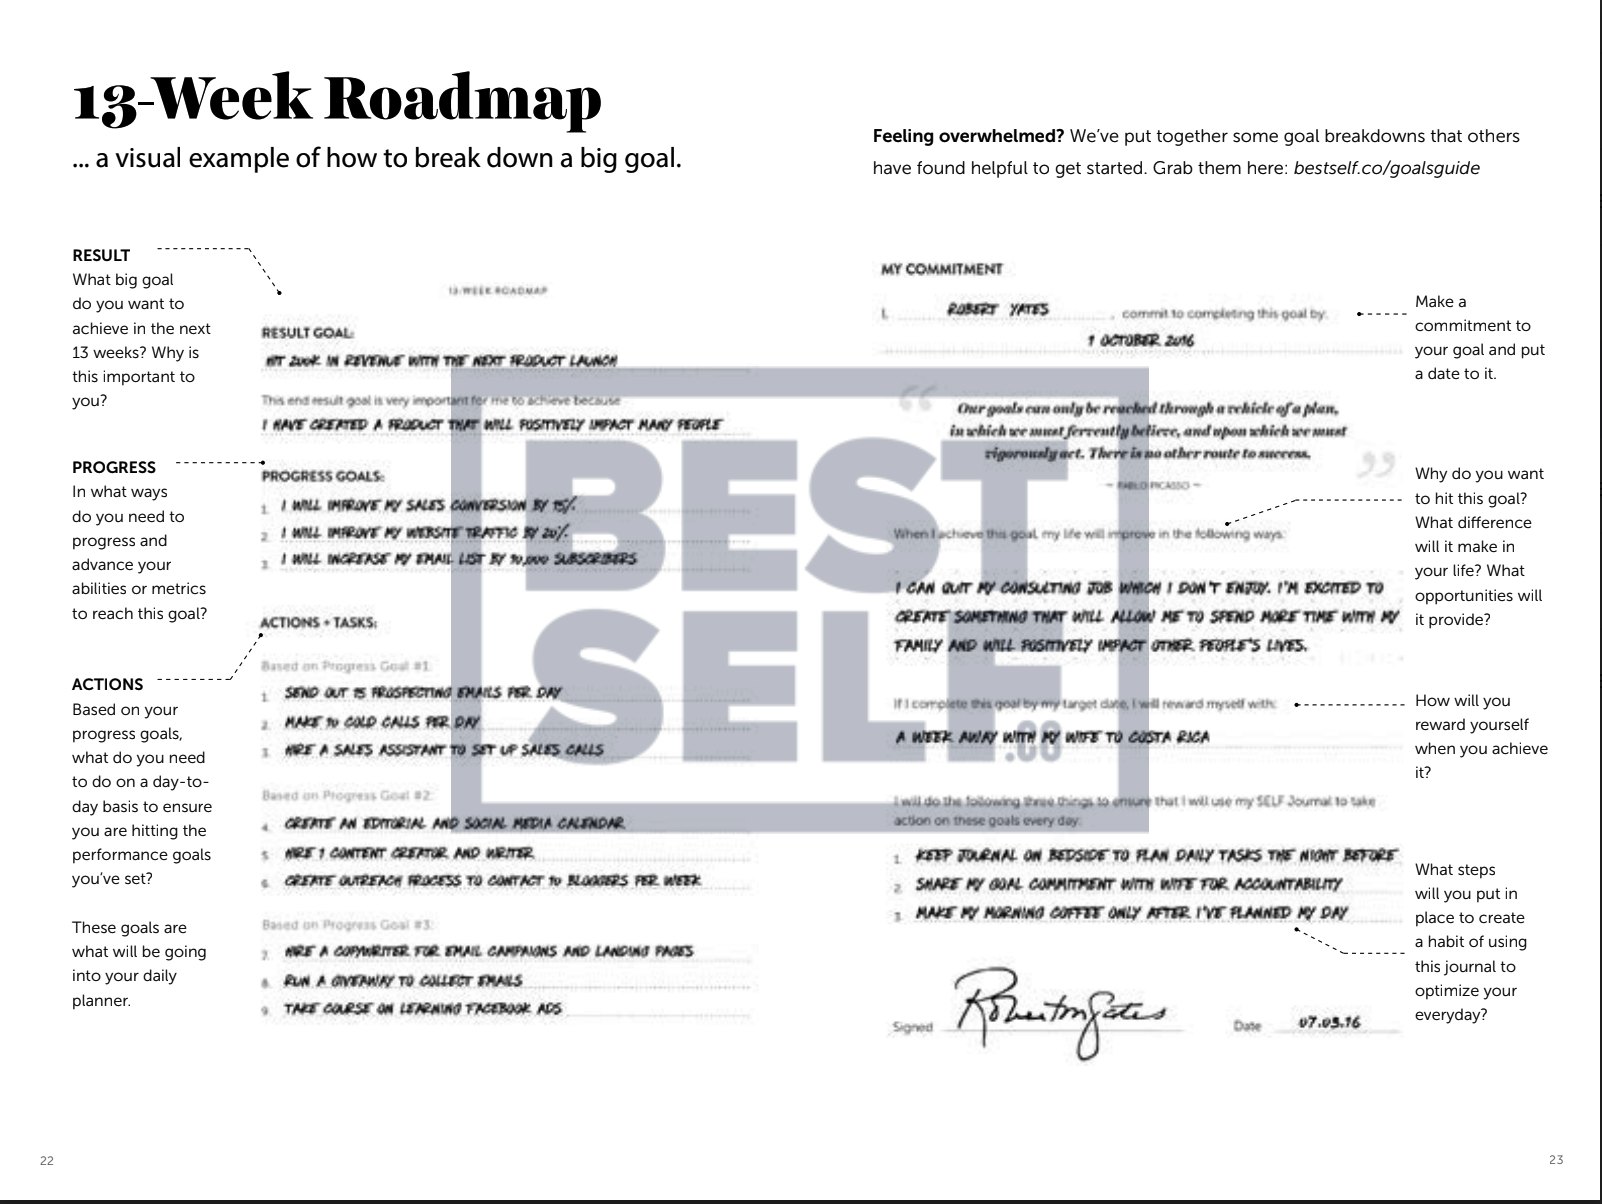 13-Week Roadmap
... a visual example of how to break down a big goal.
Feeling overwhelmed? We've put together some goal breakdowns that others
have found helpful to get started. Grab them here: bestself.co/goalsguide
RESULT
What big goal
do you want to
achieve in the next
13 weeks? Why is
this important to
you?
PROGRESS
In what ways
do you need to
progress and
advance your
abilities or metrics
to reach this goal?
ACTIONS
Based on your
progress goals,
what do you need
to do on a day-to-
day basis to ensure
you are hitting the
performance goals
you've set?
These goals are
what will be going
into your daily
planner.
13-WEEK ROADMAP
RESULT GOAL:
HIT 200K IN REVENUE WITH THE NEXT PRODUCT LAUNCH
This end result goal is very important for me to achieve because
I HAVE CREATED A PRODUCT THAT WILL POSITIVELY IMPACT MANY PEOPLE
PROGRESS GOALS:
1. I WILL IMPROVE MY SALES CONVERSION BY 15%
2. I WILL IMPROVE MY WEBSITE TRAFFIC BY 20%
3. I WILL INCREASE MY EMAIL LIST BY 10,000 SUBSCRIBERS
ACTIONS + TASKS:
Based on Progress Goal #1:
1. SEND OUT 15 PROSPECTING EMAILS PER DAY
2. MAKE 10 COLD CALLS PER DAY
3. HIRE A SALES ASSISTANT TO SET UP SALES CALLS
Based on Progress Goal #2:
4. CREATE AN EDITORIAL AND SOCIAL MEDIA CALENDAR
5. HIRE 1 CONTENT CREATOR AND WRITER
6. CREATE OUTREACH PROCESS TO CONTACT 10 BLOGGERS PER WEEK
Based on Progress Goal #3:
7. HIRE A COPYWRITER FOR EMAIL CAMPAIGNS AND LANDING PAGES
8. RUN A GIVEAWAY TO COLLECT EMAILS
9. TAKE COURSE ON LEARNING FACEBOOK ADS
MY COMMITMENT
I, ROBERT YATES, commit to completing this goal by:
1 OCTOBER 2016
“Our goals can only be reached through a vehicle of a plan,
in which we must fervently believe, and upon which we must
vigorously act. There is no other route to success.”
— PABLO PICASSO —
When I achieve this goal, my life will improve in the following ways:
I CAN QUIT MY CONSULTING JOB WHICH I DON'T ENJOY. I'M EXCITED TO
CREATE SOMETHING THAT WILL ALLOW ME TO SPEND MORE TIME WITH MY
FAMILY AND WILL POSITIVELY IMPACT OTHER PEOPLE'S LIVES.
If I complete this goal by my target date, I will reward myself with:
A WEEK AWAY WITH MY WIFE TO COSTA RICA
I will do the following three things to ensure that I will use my SELF Journal to take
action on these goals every day:
1. KEEP JOURNAL ON BEDSIDE TO PLAN DAILY TASKS THE NIGHT BEFORE
2. SHARE MY GOAL COMMITMENT WITH WIFE FOR ACCOUNTABILITY
3. MAKE MY MORNING COFFEE ONLY AFTER I'VE PLANNED MY DAY
Signed
Date 07.03.16
Make a
commitment to
your goal and put
a date to it.
Why do you want
to hit this goal?
What difference
will it make in
your life? What
opportunities will
it provide?
How will you
reward yourself
when you achieve
it?
What steps
will you put in
place to create
a habit of using
this journal to
optimize your
everyday?
BEST
SELF
.CO
22
23